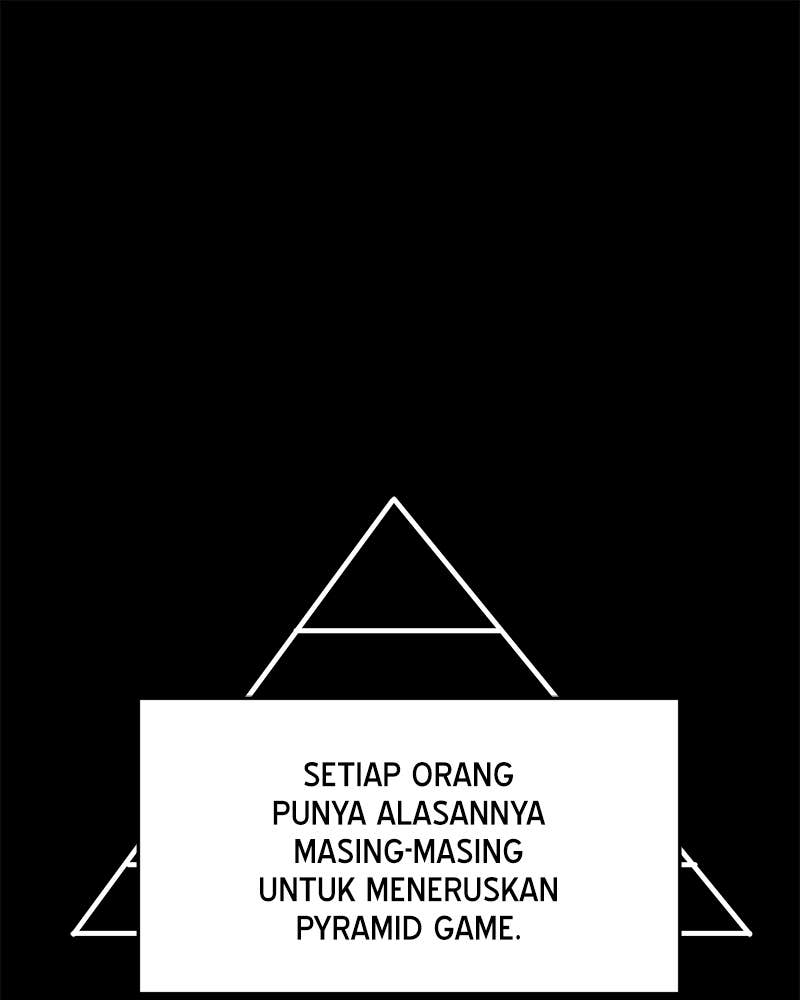 SETIAP ORANG
PUNYA ALASANNYA
MASING-MASING
UNTUK MENERUSKAN
PYRAMID GAME.